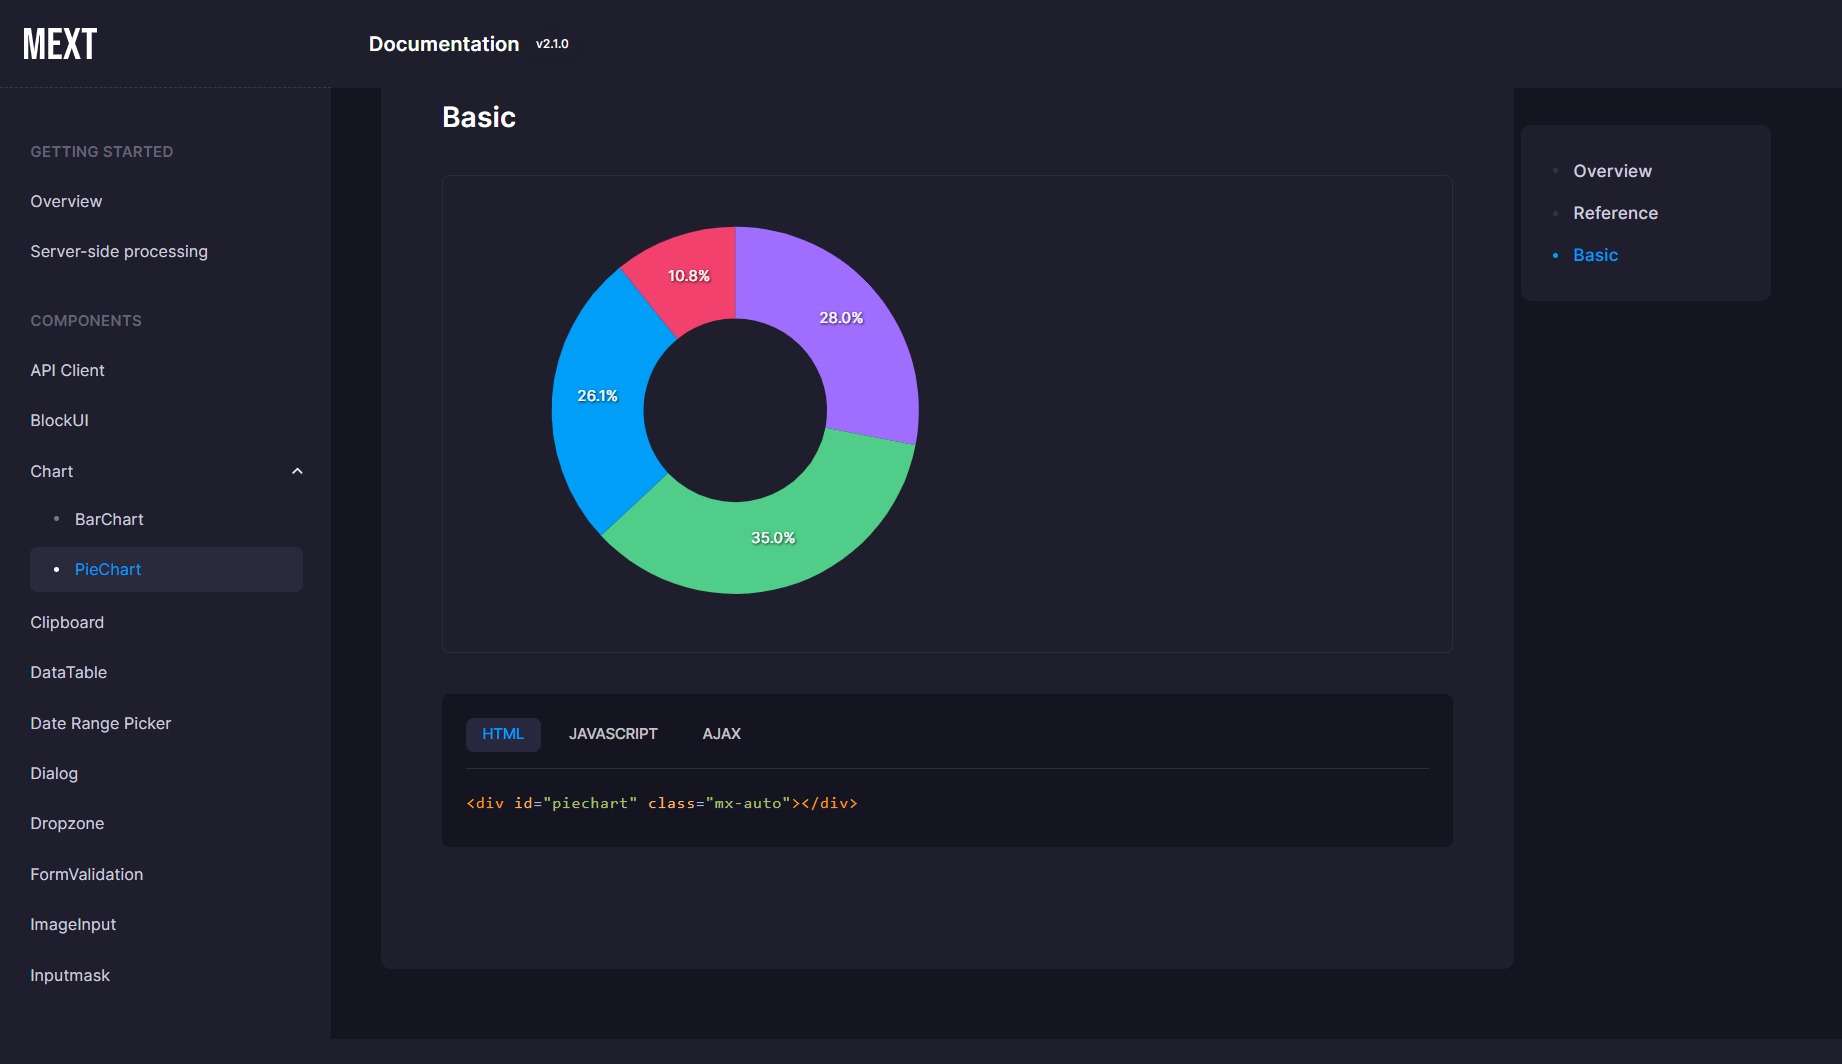 MEXT
Documentation v2.1.0
GETTING STARTED
Overview
Server-side processing
COMPONENTS
API Client
BlockUI
Chart
BarChart
PieChart
Clipboard
DataTable
Date Range Picker
Dialog
Dropzone
FormValidation
ImageInput
Inputmask
Basic
10.8%
28.0%
26.1%
35.0%
HTML JAVASCRIPT AJAX
<div id="piechart" class="mx-auto"></div>
Overview
Reference
Basic